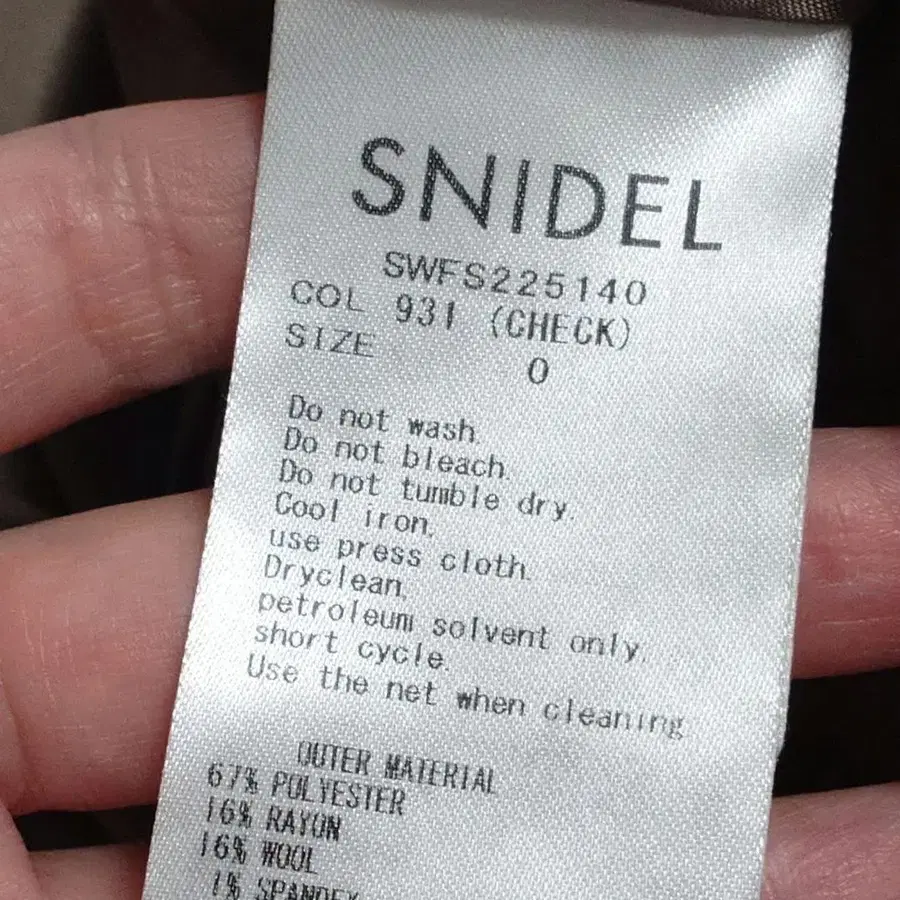 SNIDEL
SWFS225140
COL 931 (CHECK)
SIZE 0
Do not wash.
Do not bleach.
Do not tumble dry.
Cool iron.
use press cloth.
Dryclean.
petroleum solvent only.
short cycle.
Use the net when cleaning.
OUTER MATERIAL
67% POLYESTER
16% RAYON
16% WOOL
1% SPANDEX